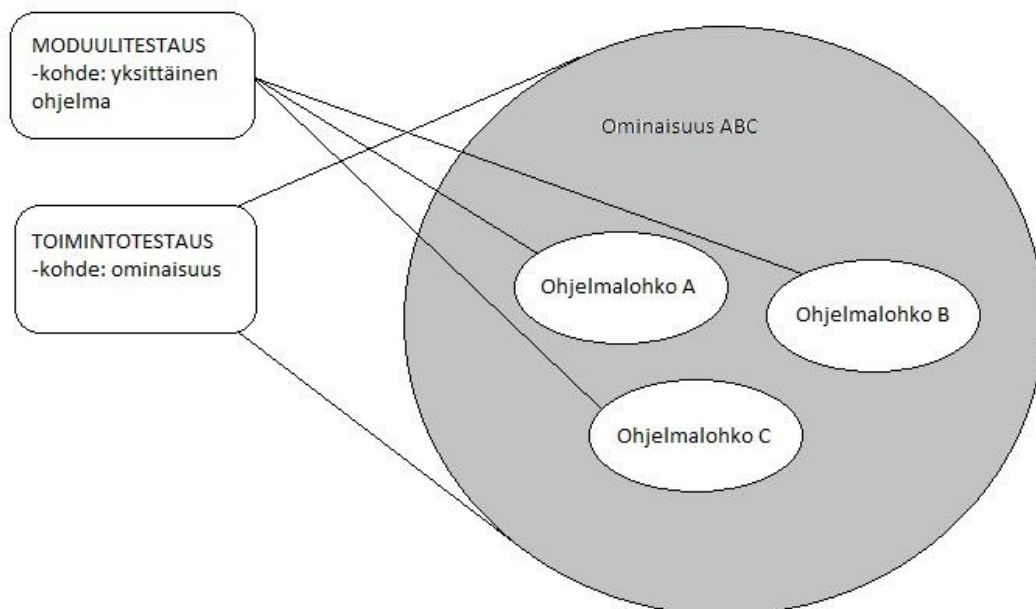 MODUULITESTAUS
-kohde: yksittäinen
ohjelma
Ominaisuus ABC
TOIMINTOTESTAUS
-kohde: ominaisuus
Ohjelmalohko A
Ohjelmalohko B
Ohjelmalohko C